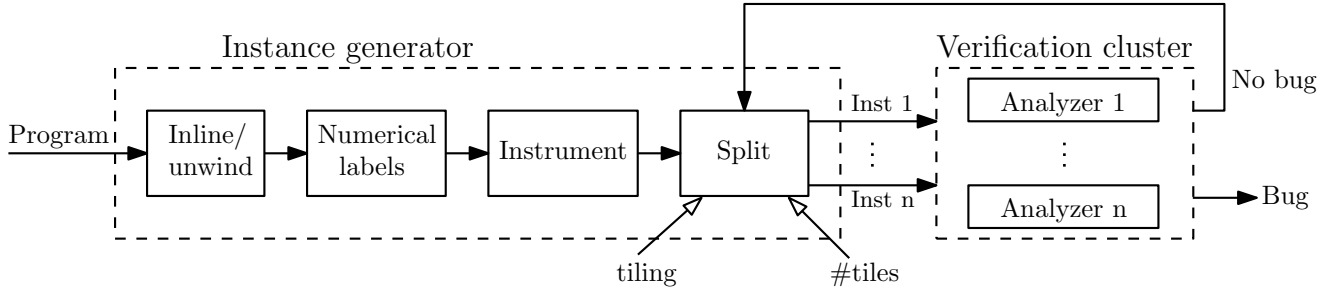 Instance generator
Verification cluster
Program
Inline/
unwind
Numerical
labels
Instrument
Split
Inst 1
⋮
Inst n
Analyzer 1
⋮
Analyzer n
No bug
Bug
tiling
#tiles